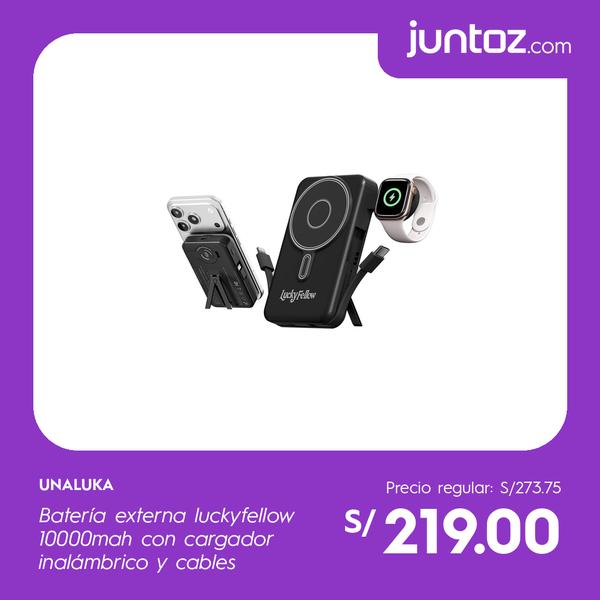 juntoz.com
LuckyFellow
UNALUKA
Batería externa luckyfellow
10000mah con cargador
inalámbrico y cables
Precio regular: S/273.75
S/219.00